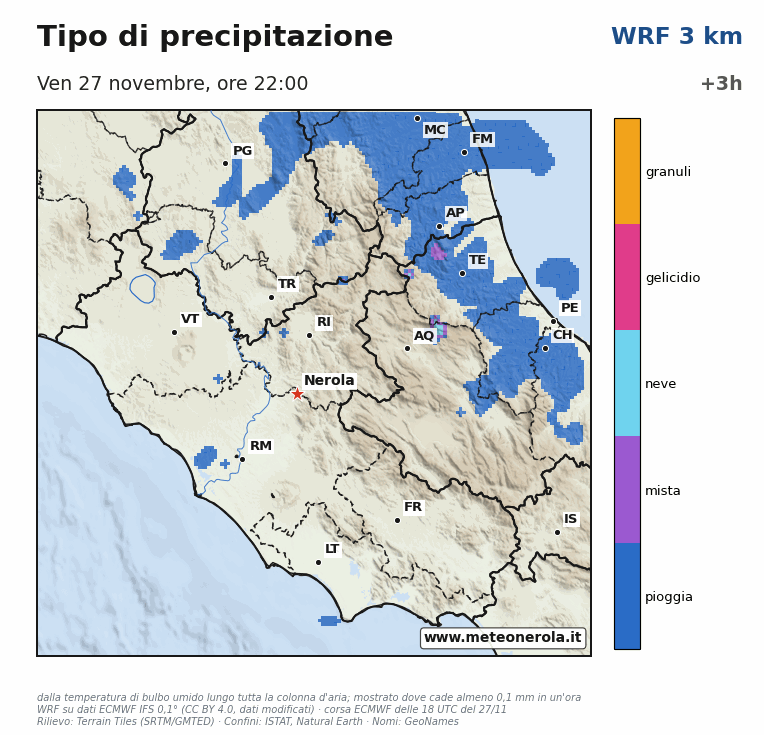 Tipo di precipitazione
WRF 3 km
Ven 27 novembre, ore 22:00
+3h
MC
FM
PG
AP
TE
TR
PE
VT
RI
AQ
CH
Nerola
RM
FR
IS
LT
www.meteonerola.it
granuli
gelicidio
neve
mista
pioggia
dalla temperatura di bulbo umido lungo tutta la colonna d'aria; mostrato dove cade almeno 0,1 mm in un'ora
WRF su dati ECMWF IFS 0,1° (CC BY 4.0, dati modificati) · corsa ECMWF delle 18 UTC del 27/11
Rilievo: Terrain Tiles (SRTM/GMTED) · Confini: ISTAT, Natural Earth · Nomi: GeoNames